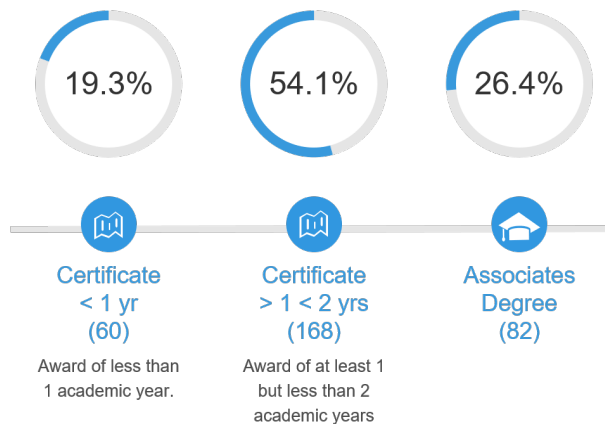 19.3%
54.1%
26.4%
Certificate
< 1 yr
(60)
Award of less than
1 academic year.
Certificate
> 1 < 2 yrs
(168)
Award of at least 1
but less than 2
academic years
Associates
Degree
(82)